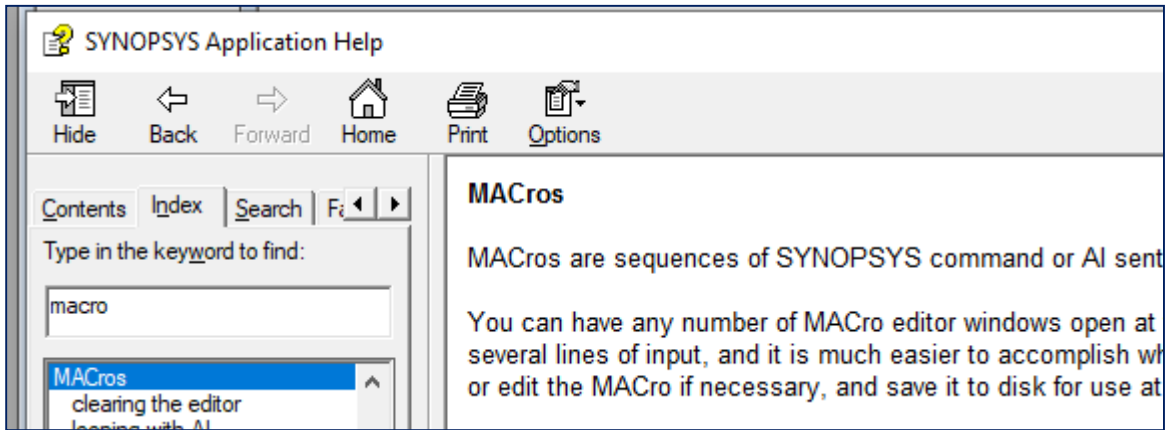 SYNOPSYS Application Help
Hide Back Forward Home Print Options
Contents Index Search
Type in the keyword to find:
macro
MACros
clearing the editor
looping with AI
MACros
MACros are sequences of SYNOPSYS command or AI sent
You can have any number of MACro editor windows open at
several lines of input, and it is much easier to accomplish wh
or edit the MACro if necessary, and save it to disk for use at